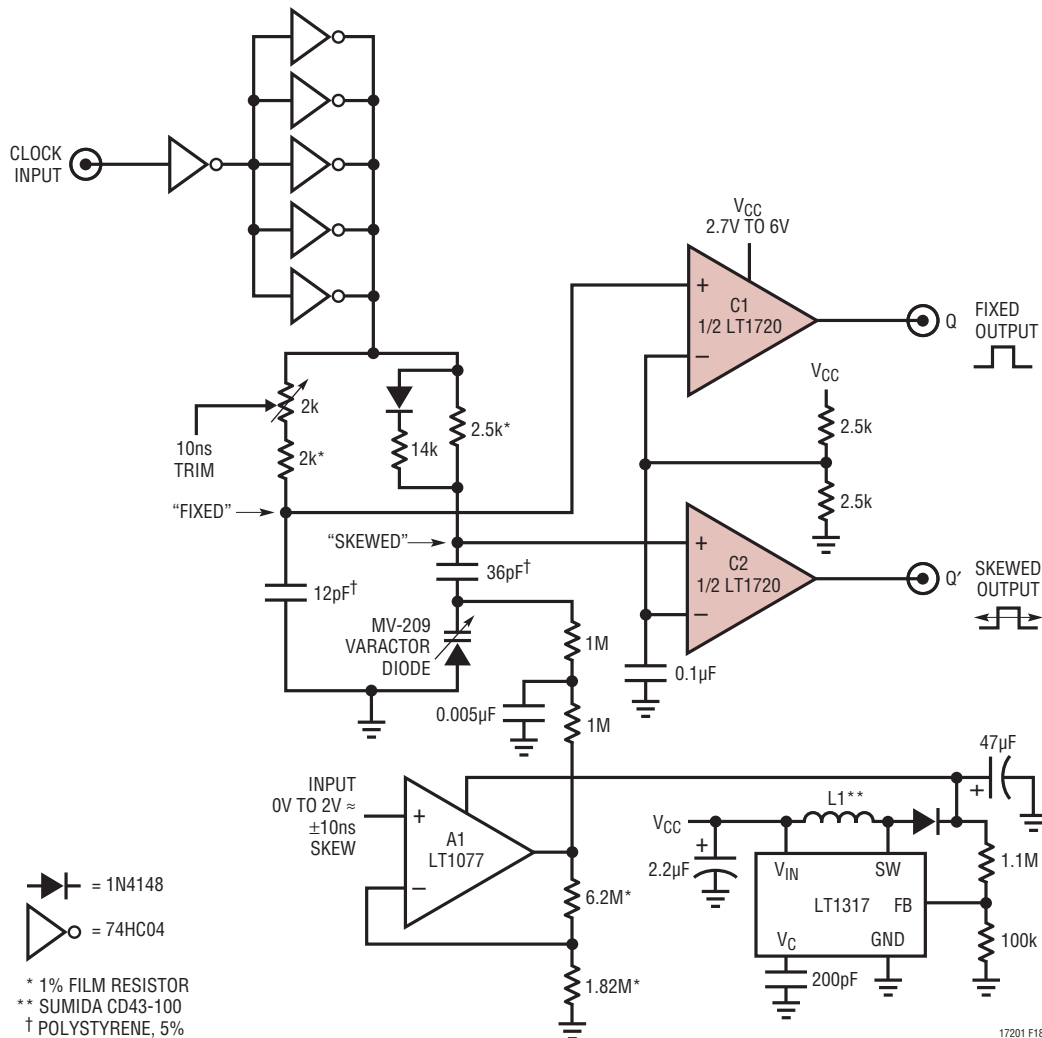 CLOCK
INPUT
VCC
2.7V TO 6V
+
C1
1/2 LT1720
−
Q
FIXED
OUTPUT
VCC
2.5k
2.5k
2k
10ns
TRIM
2k*
14k
2.5k*
"FIXED"
"SKEWED"
12pF†
36pF†
MV-209
VARACTOR
DIODE
1M
0.005µF
1M
+
C2
1/2 LT1720
−
Q′
SKEWED
OUTPUT
0.1µF
INPUT
0V TO 2V ≈
±10ns
SKEW
+
A1
LT1077
−
6.2M*
1.82M*
47µF
+
L1**
VCC
+
2.2µF
VIN
SW
LT1317
FB
VC
GND
1.1M
100k
200pF
= 1N4148
= 74HC04
* 1% FILM RESISTOR
** SUMIDA CD43-100
† POLYSTYRENE, 5%
17201 F18